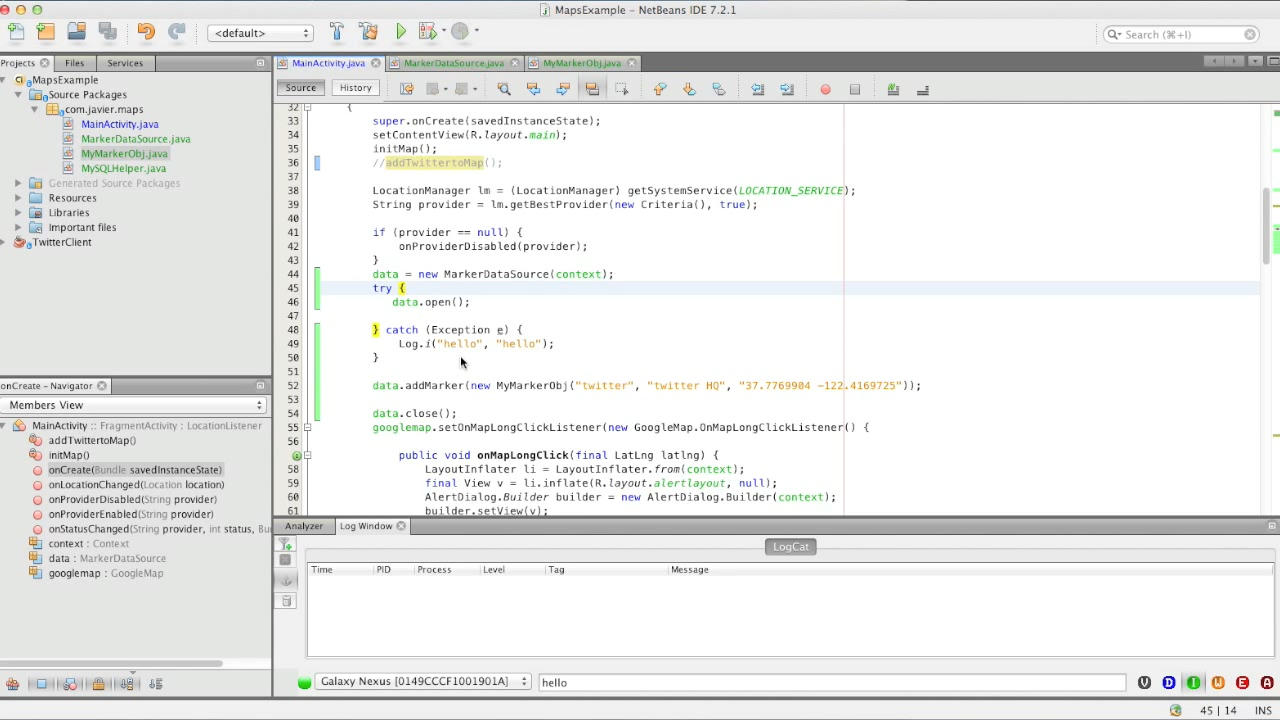 MapsExample - NetBeans IDE 7.2.1
<default>
Search (⌘+I)
Projects Files Services
MapsExample
Source Packages
com.javier.maps
MainActivity.java
MarkerDataSource.java
MyMarkerObj.java
MySQLHelper.java
Generated Source Packages
Resources
Libraries
Important files
TwitterClient
onCreate - Navigator
Members View
MainActivity :: FragmentActivity : LocationListener
addTwittertoMap()
initMap()
onCreate(Bundle savedInstanceState)
onLocationChanged(Location location)
onProviderDisabled(String provider)
onProviderEnabled(String provider)
onStatusChanged(String provider, int status, Bu
context : Context
data : MarkerDataSource
googlemap : GoogleMap
MainActivity.java MarkerDataSource.java MyMarkerObj.java
Source History
32 {
33 super.onCreate(savedInstanceState);
34 setContentView(R.layout.main);
35 initMap();
36 //addTwittertoMap();
37
38 LocationManager lm = (LocationManager) getSystemService(LOCATION_SERVICE);
39 String provider = lm.getBestProvider(new Criteria(), true);
40
41 if (provider == null) {
42 onProviderDisabled(provider);
43 }
44 data = new MarkerDataSource(context);
45 try {
46 data.open();
47
48 } catch (Exception e) {
49 Log.i("hello", "hello");
50 }
51
52 data.addMarker(new MyMarkerObj("twitter", "twitter HQ", "37.7769904 -122.4169725"));
53
54 data.close();
55 googlemap.setOnMapLongClickListener(new GoogleMap.OnMapLongClickListener() {
56
public void onMapLongClick(final LatLng latlng) {
58 LayoutInflater li = LayoutInflater.from(context);
59 final View v = li.inflate(R.layout.alertlayout, null);
60 AlertDialog.Builder builder = new AlertDialog.Builder(context);
61 builder.setView(v);
Analyzer Log Window
LogCat
Time PID Process Level Tag Message
Galaxy Nexus [0149CCCF1001901A] hello V D I W E A
45 | 14 INS